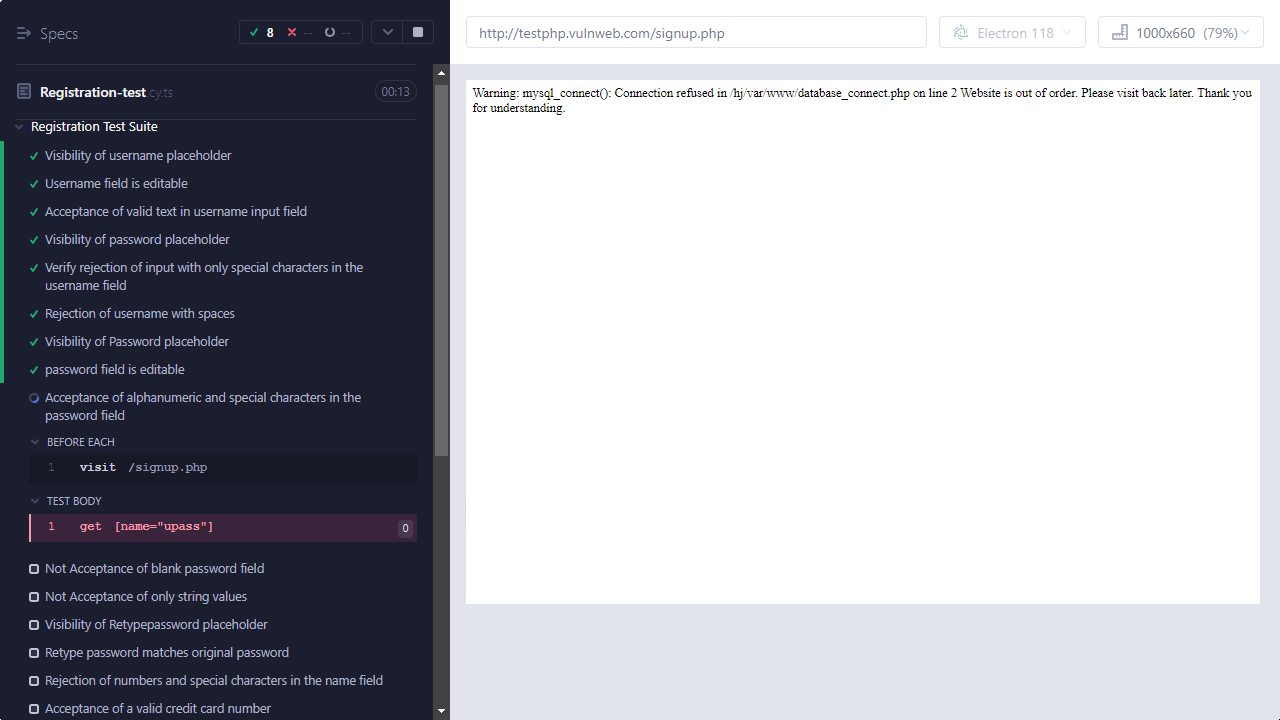 Specs
8
--
--
Registration-test.cy.ts
00:13
Registration Test Suite
Visibility of username placeholder
Username field is editable
Acceptance of valid text in username input field
Visibility of password placeholder
Verify rejection of input with only special characters in the
username field
Rejection of username with spaces
Visibility of Password placeholder
password field is editable
Acceptance of alphanumeric and special characters in the
password field
BEFORE EACH
1 visit /signup.php
TEST BODY
1 get [name="upass"] 0
Not Acceptance of blank password field
Not Acceptance of only string values
Visibility of Retypepassword placeholder
Retype password matches original password
Rejection of numbers and special characters in the name field
Acceptance of a valid credit card number
http://testphp.vulnweb.com/signup.php
Electron 118
1000x660 (79%)
Warning: mysql_connect(): Connection refused in /hj/var/www/database_connect.php on line 2 Website is out of order. Please visit back later. Thank you
for understanding.